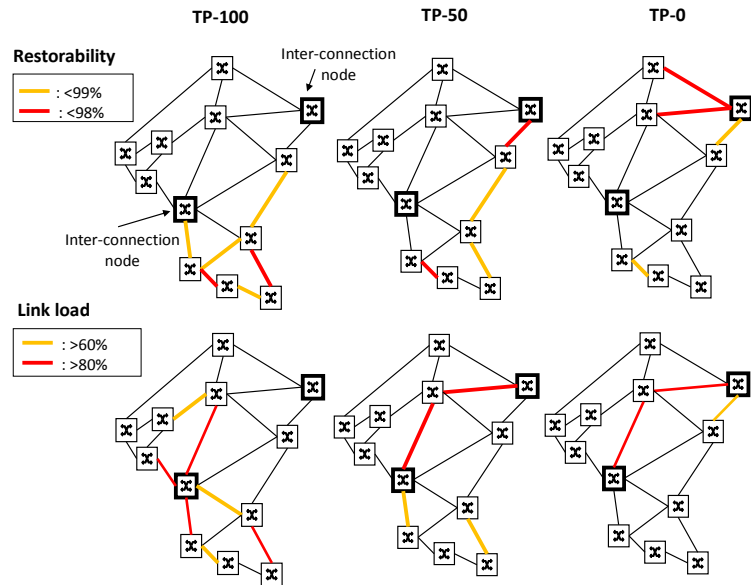 TP-100
TP-50
TP-0
Restorability
: <99%
: <98%
Inter-connection
node
Inter-connection
node
Link load
: >60%
: >80%